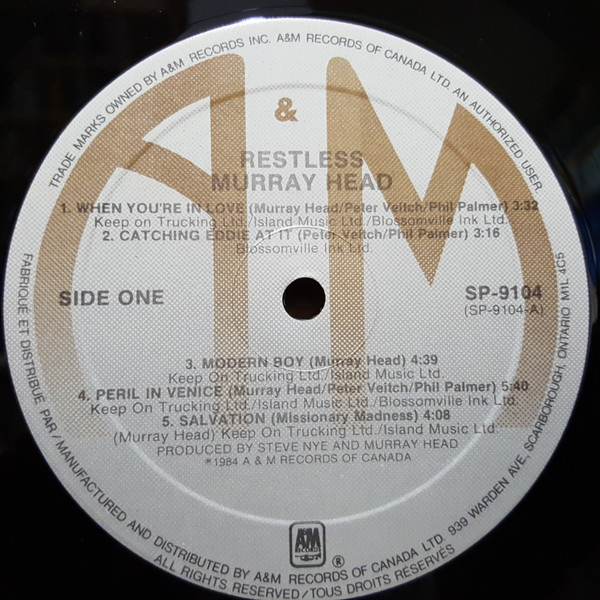 TRADE MARKS OWNED BY A&M RECORDS INC. A&M RECORDS OF CANADA LTD. AN AUTHORIZED USER
A & M
RESTLESS
MURRAY HEAD
1. WHEN YOU'RE IN LOVE (Murray Head/Peter Veitch/Phil Palmer) 3:32
Keep on Trucking Ltd./Island Music Ltd./Blossomville Ink Ltd.
2. CATCHING EDDIE AT IT (Peter Veitch/Phil Palmer) 3:16
Blossomville Ink Ltd.
SIDE ONE
SP-9104
(SP-9104-A)
3. MODERN BOY (Murray Head) 4:39
Keep On Trucking Ltd./Island Music Ltd.
4. PERIL IN VENICE (Murray Head/Peter Veitch/Phil Palmer) 5:40
Keep On Trucking Ltd./Island Music Ltd./Blossomville Ink Ltd.
5. SALVATION (Missionary Madness) 4:08
(Murray Head) Keep On Trucking Ltd./Island Music Ltd.
PRODUCED BY STEVE NYE AND MURRAY HEAD
℗1984 A & M RECORDS OF CANADA
A&M
RECORDS
®
FABRIQUÉ ET DISTRIBUÉ PAR/MANUFACTURED AND DISTRIBUTED BY A&M RECORDS OF CANADA LTD. 939 WARDEN AVE, SCARBOROUGH, ONTARIO M1L 4C5
ALL RIGHTS RESERVED/TOUS DROITS RESERVÉS